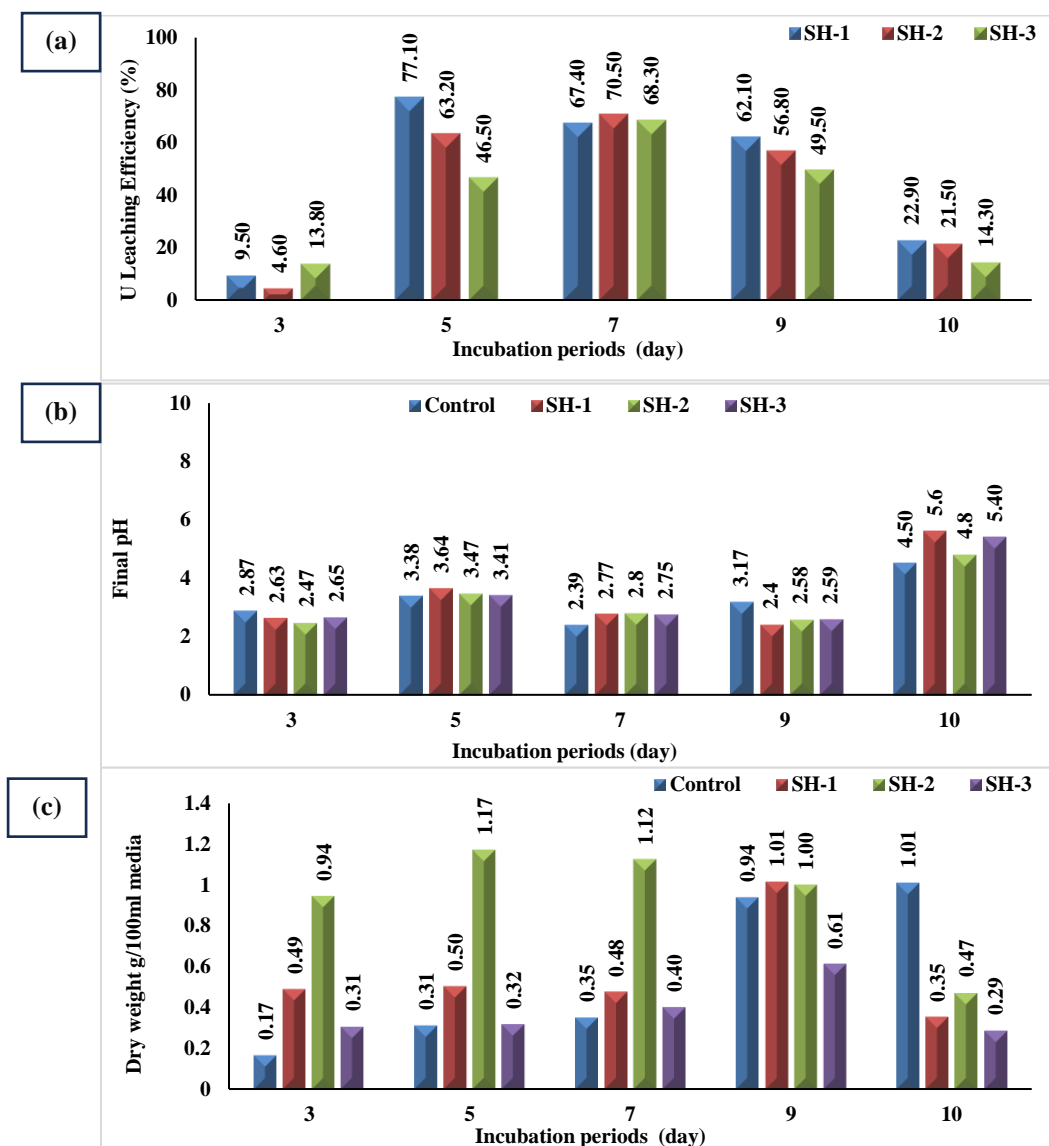 (a)
SH-1 SH-2 SH-3
U Leaching Efficiency (%)
100
80
60
40
20
0
9.50 4.60 13.80 77.10 63.20 46.50 67.40 70.50 68.30 62.10 56.80 49.50 22.90 21.50 14.30
3 5 7 9 10
Incubation periods (day)
(b)
Control SH-1 SH-2 SH-3
Final pH
10
8
6
4
2
0
2.87 2.63 2.47 2.65 3.38 3.64 3.47 3.41 2.39 2.77 2.8 2.75 3.17 2.4 2.58 2.59 4.50 5.6 4.8 5.40
3 5 7 9 10
Incubation periods (day)
(c)
Control SH-1 SH-2 SH-3
Dry weight g/100ml media
1.4
1.2
1
0.8
0.6
0.4
0.2
0
0.17 0.49 0.94 0.31 0.31 0.50 1.17 0.32 0.35 0.48 1.12 0.40 0.94 1.01 1.00 0.61 1.01 0.35 0.47 0.29
3 5 7 9 10
Incubation periods (day)